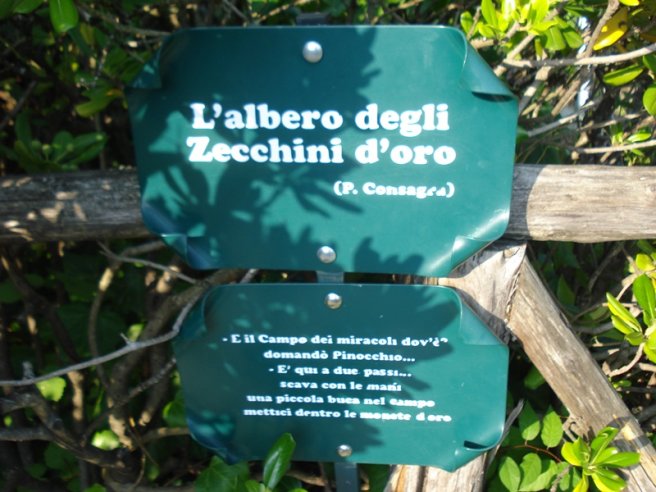 L'albero degli
Zecchini d'oro
(P. Consagra)
- E il Campo dei miracoli dov'è?
domandò Pinocchio...
- E' qui a due passi...
scava con le mani
una piccola buca nel campo
mettici dentro le monete d'oro